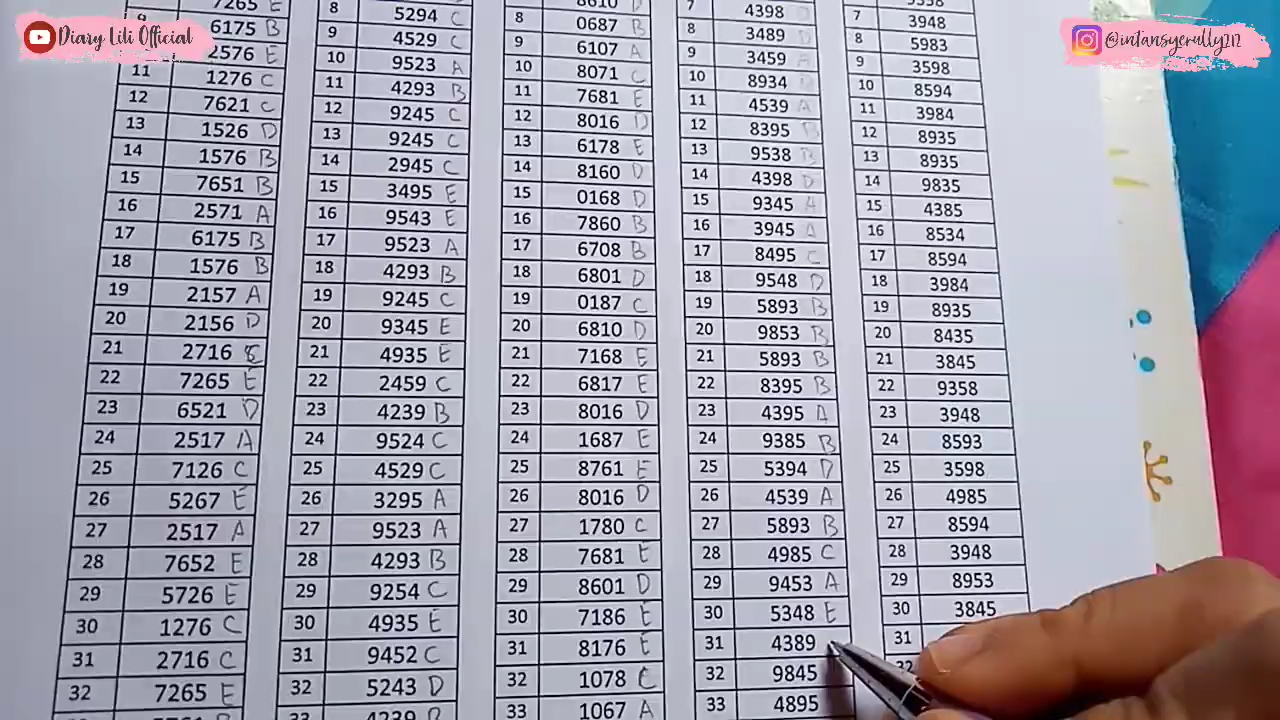 Diary Lili Official
@intansyerully212
7265 E
6175 B
2576 E
11 1276 C
12 7621 C
13 1526 D
14 1576 B
15 7651 B
16 2571 A
17 6175 B
18 1576 B
19 2157 A
20 2156 D
21 2716 C
22 7265 E
23 6521 D
24 2517 A
25 7126 C
26 5267 E
27 2517 A
28 7652 E
29 5726 E
30 1276 C
31 2716 C
32 7265 E
8 5294 C
9 4529 C
10 9523 A
11 4293 B
12 9245 C
13 9245 C
14 2945 C
15 3495 E
16 9543 E
17 9523 A
18 4293 B
19 9245 C
20 9345 E
21 4935 E
22 2459 C
23 4239 B
24 9524 C
25 4529 C
26 3295 A
27 9523 A
28 4293 B
29 9254 C
30 4935 E
31 9452 C
32 5243 D
33 4239 B
8610 D
8 0687 B
9 6107 A
10 8071 C
11 7681 E
12 8016 D
13 6178 E
14 8160 D
15 0168 D
16 7860 B
17 6708 B
18 6801 D
19 0187 C
20 6810 D
21 7168 E
22 6817 E
23 8016 D
24 1687 E
25 8761 E
26 8016 D
27 1780 C
28 7681 E
29 8601 D
30 7186 E
31 8176 E
32 1078 C
33 1067 A
7 4398 D
8 3489 D
9 3459 A
10 8934 D
11 4539 A
12 8395 B
13 9538 B
14 4398 D
15 9345 A
16 3945 A
17 8495 C
18 9548 D
19 5893 B
20 9853 B
21 5893 B
22 8395 B
23 4395 A
24 9385 B
25 5394 D
26 4539 A
27 5893 B
28 4985 C
29 9453 A
30 5348 E
31 4389
32 9845
33 4895
9358
7 3948
8 5983
9 3598
10 8594
11 3984
12 8935
13 8935
14 9835
15 4385
16 8534
17 8594
18 3984
19 8935
20 8435
21 3845
22 9358
23 3948
24 8593
25 3598
26 4985
27 8594
28 3948
29 8953
30 3845
31